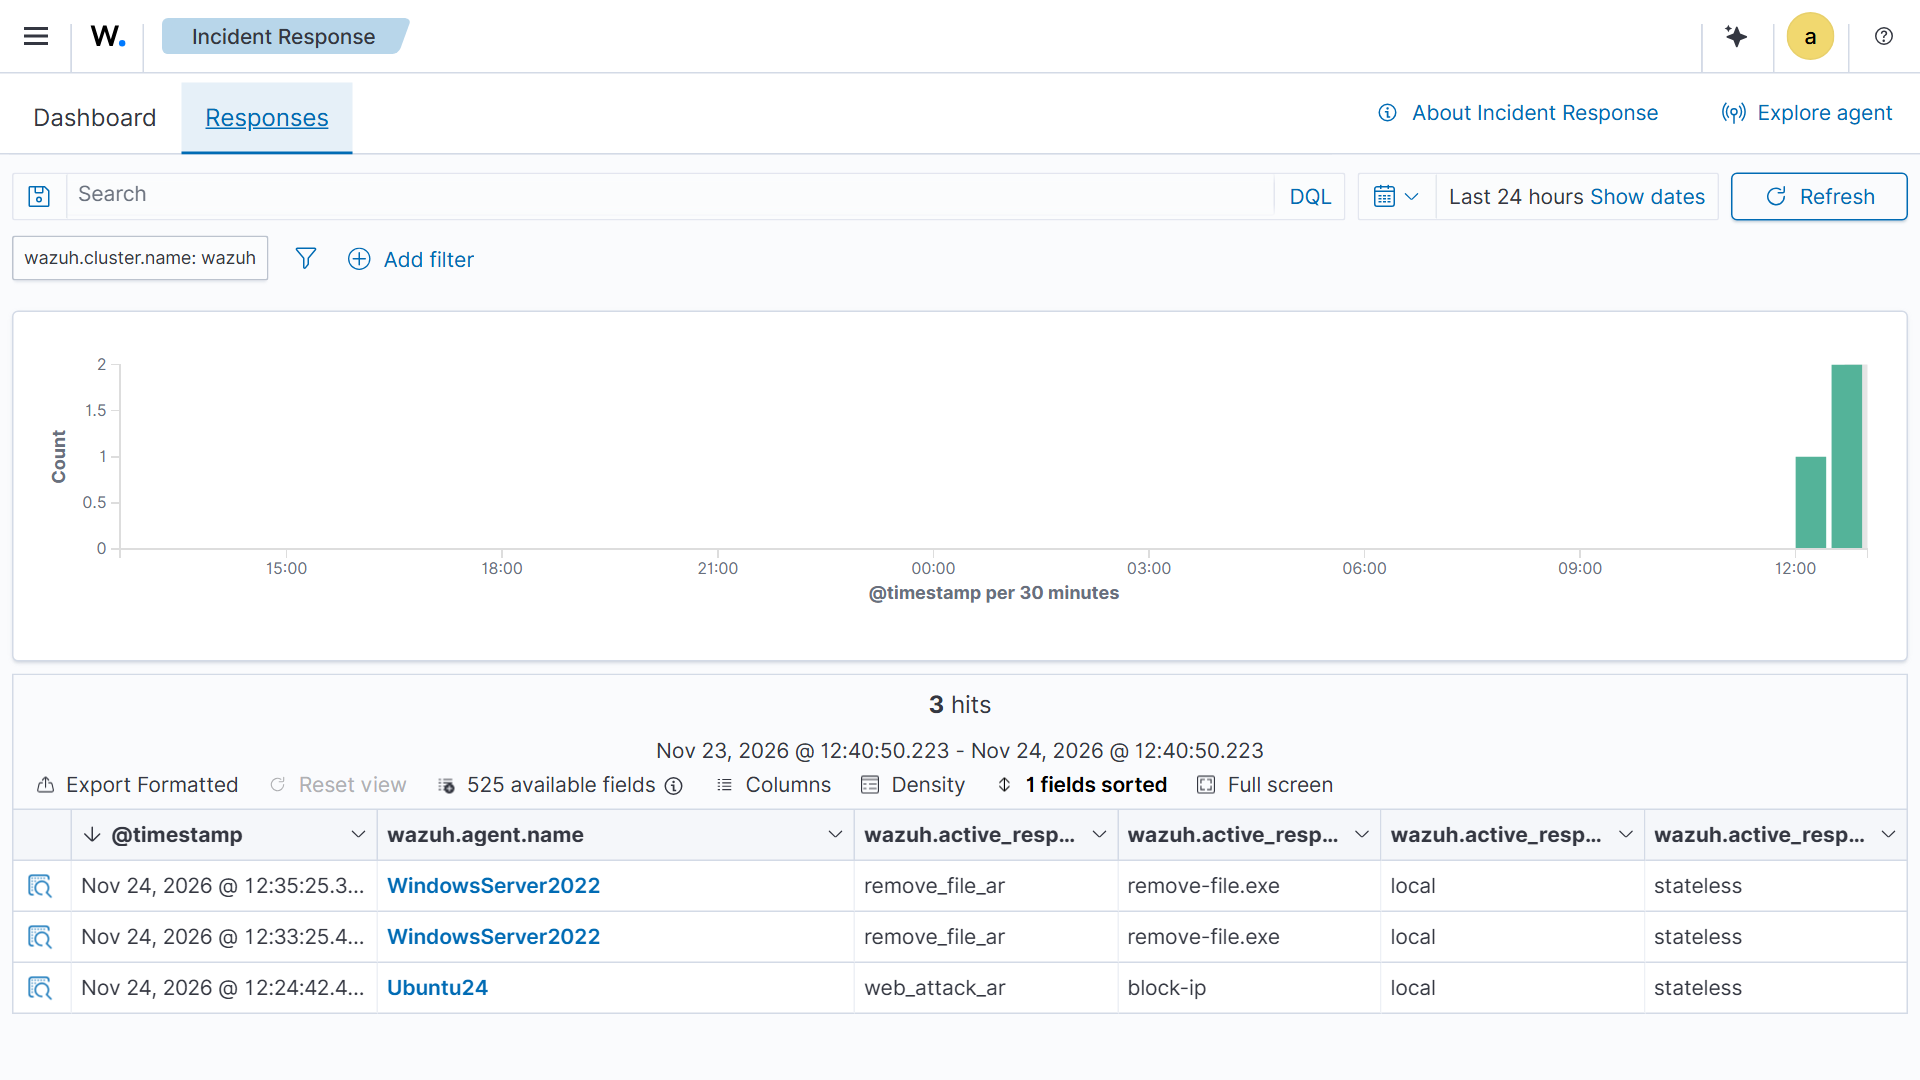 W.
Incident Response
a
Dashboard
Responses
About Incident Response
Explore agent
Search
DQL
Last 24 hours Show dates
Refresh
wazuh.cluster.name: wazuh
Add filter
2
1.5
1
0.5
0
Count
15:00
18:00
21:00
00:00
03:00
06:00
09:00
12:00
@timestamp per 30 minutes
3 hits
Nov 23, 2026 @ 12:40:50.223 - Nov 24, 2026 @ 12:40:50.223
Export Formatted
Reset view
525 available fields
Columns
Density
1 fields sorted
Full screen
@timestamp wazuh.agent.name wazuh.active_resp... wazuh.active_resp... wazuh.active_resp... wazuh.active_resp...
Nov 24, 2026 @ 12:35:25.3... WindowsServer2022 remove_file_ar remove-file.exe local stateless
Nov 24, 2026 @ 12:33:25.4... WindowsServer2022 remove_file_ar remove-file.exe local stateless
Nov 24, 2026 @ 12:24:42.4... Ubuntu24 web_attack_ar block-ip local stateless